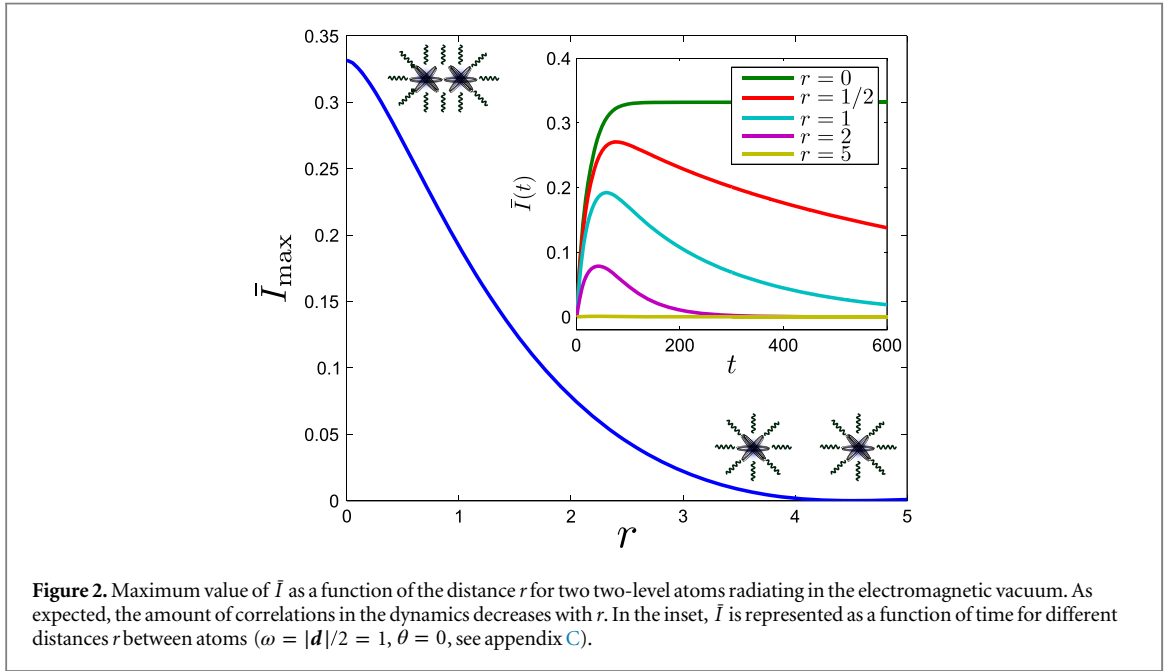 0.35
0.3
0.25
0.2
0.15
0.1
0.05
0
Ī_max
0 1 2 3 4 5
r
0.4
0.3
0.2
0.1
0
Ī(t)
0 200 400 600
t
r = 0
r = 1/2
r = 1
r = 2
r = 5
Figure 2. Maximum value of Ī as a function of the distance r for two two-level atoms radiating in the electromagnetic vacuum. As
expected, the amount of correlations in the dynamics decreases with r. In the inset, Ī is represented as a function of time for different
distances r between atoms (ω = |d|/2 = 1, θ = 0, see appendix C).